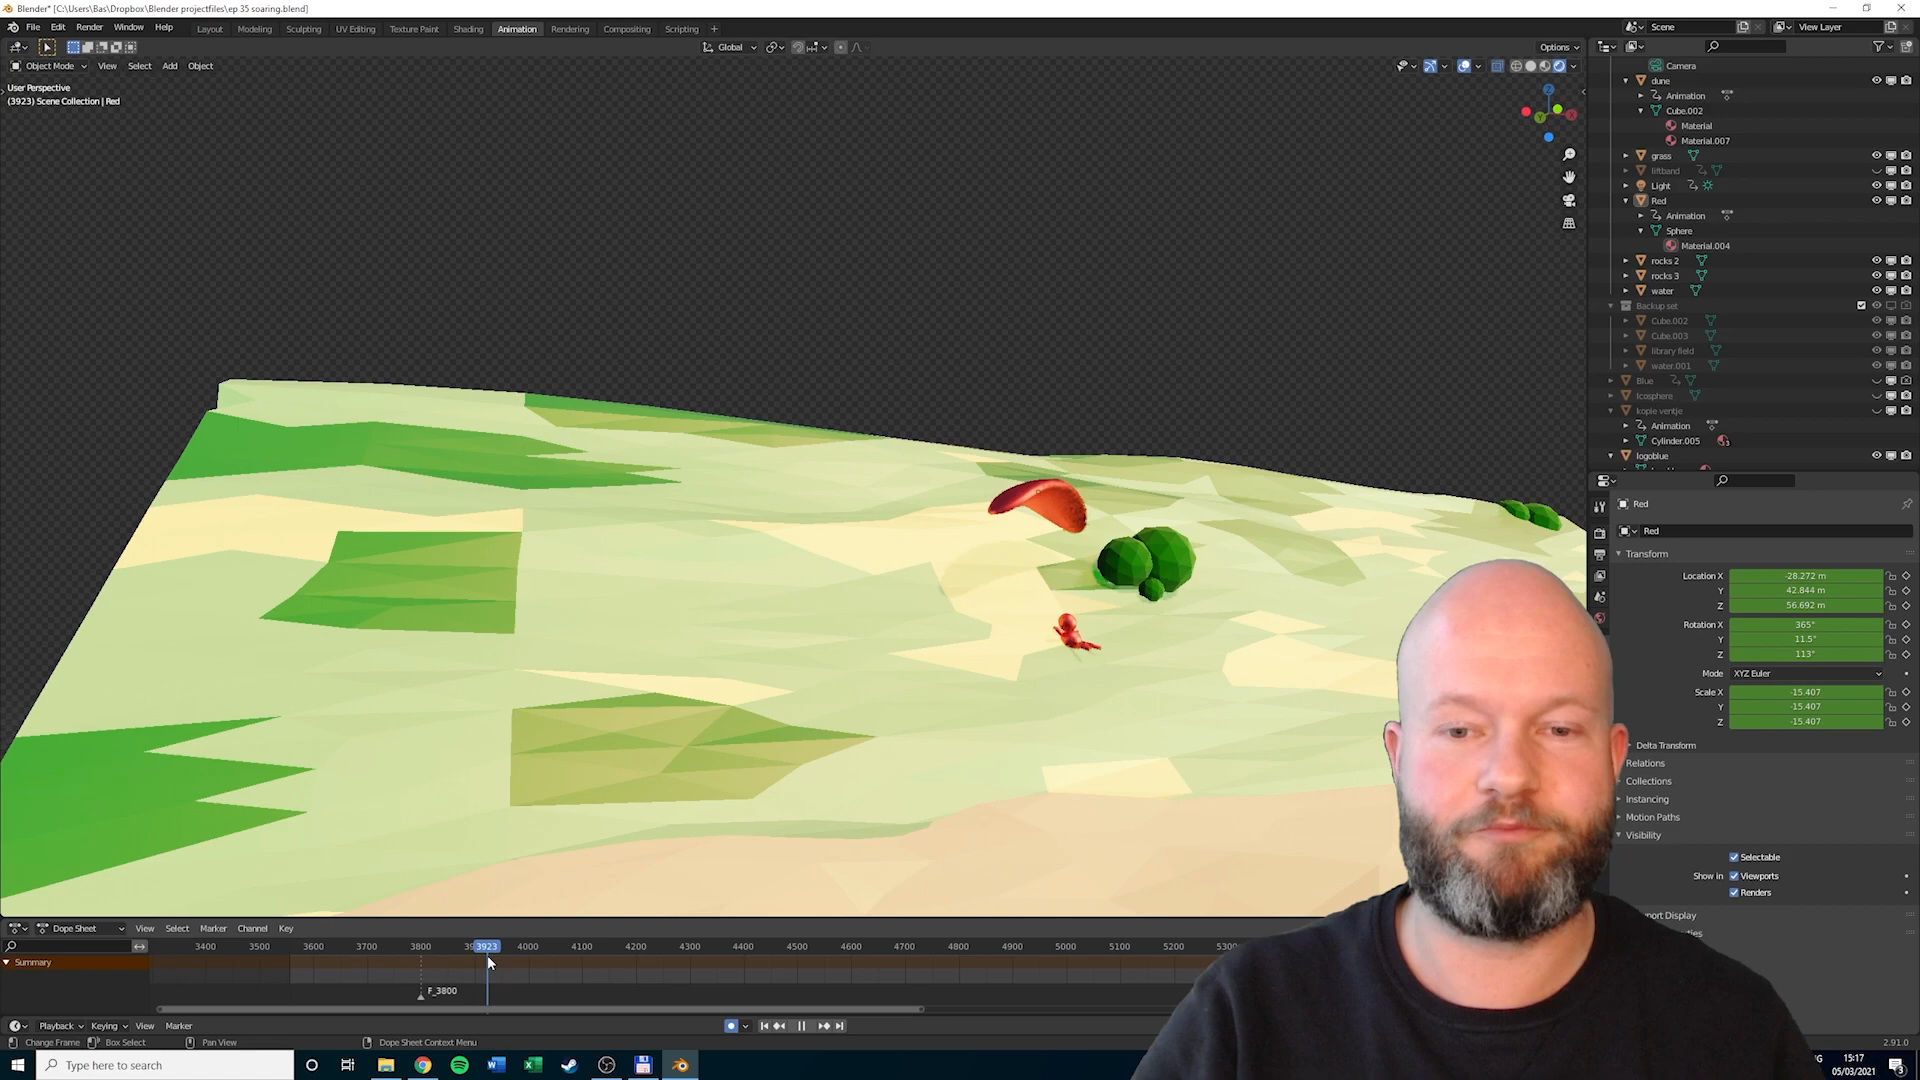 Blender* [C:\Users\Bas\Dropbox\Blender projectfiles\ep 35 soaring.blend]
File Edit Render Window Help
Layout Modeling Sculpting UV Editing Texture Paint Shading Animation Rendering Compositing Scripting +
Scene
View Layer
Global
Options
Object Mode View Select Add Object
User Perspective
(3923) Scene Collection | Red
Z
Y
X
Camera
dune
Animation
Cube.002
Material
Material.007
grass
liftband
Light
Red
Animation
Sphere
Material.004
rocks 2
rocks 3
water
Backup set
Cube.002
Cube.003
library field
water.001
Blue
Icosphere
kopie ventje
Animation
Cylinder.005
3
logoblue
Red
Red
Transform
Location X -28.272 m
Y 42.844 m
Z 56.692 m
Rotation X 365°
Y 11.5°
Z 113°
Mode XYZ Euler
Scale X -15.407
Y -15.407
Z -15.407
Delta Transform
Relations
Collections
Instancing
Motion Paths
Visibility
Selectable
Show in Viewports
Renders
port Display
Dope Sheet View Select Marker Channel Key
3400 3500 3600 3700 3800 3923 4000 4100 4200 4300 4400 4500 4600 4700 4800 4900 5000 5100 5200 5300
Summary
F_3800
Playback Keying View Marker
Change Frame Box Select Pan View Dope Sheet Context Menu
2.91.0
Type here to search
15:17
05/03/2021
3